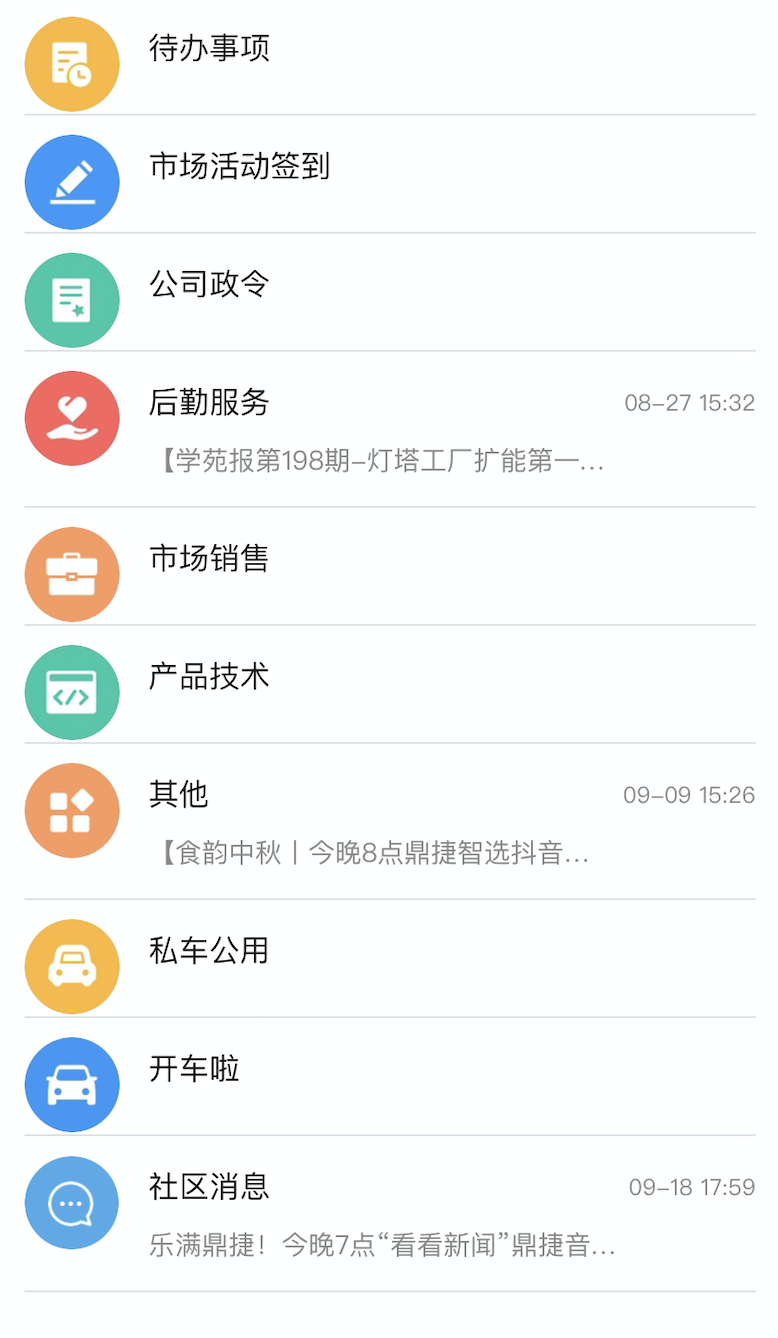 待办事项
市场活动签到
公司政令
后勤服务 08-27 15:32
【学苑报第198期-灯塔工厂扩能第一...
市场销售
产品技术
其他 09-09 15:26
【食韵中秋丨今晚8点鼎捷智选抖音...
私车公用
开车啦
社区消息 09-18 17:59
乐满鼎捷！今晚7点“看看新闻”鼎捷音...